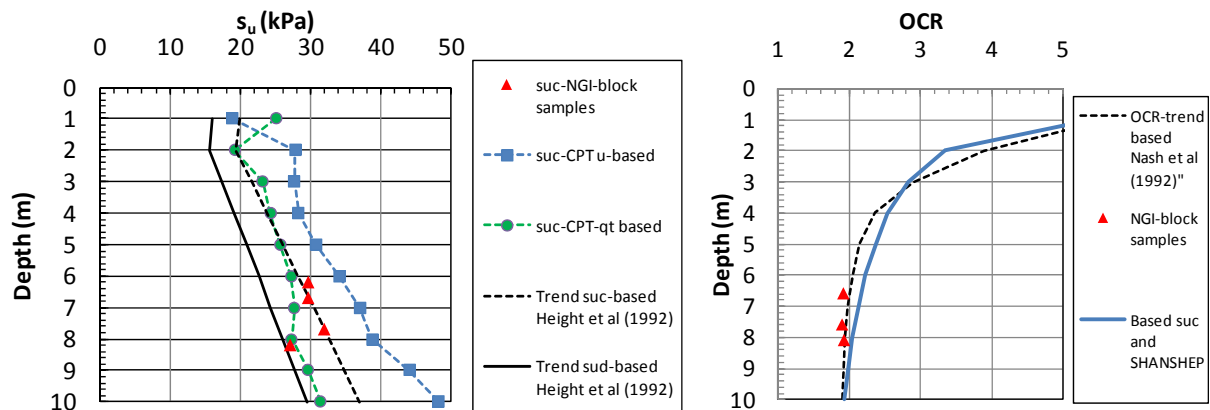 s_u (kPa)
0 10 20 30 40 50
Depth (m)
0
1
2
3
4
5
6
7
8
9
10
suc-NGI-block
samples
suc-CPT u-based
suc-CPT-qt based
Trend suc-based
Height et al (1992)
Trend sud-based
Height et al (1992)
OCR
1 2 3 4 5
Depth (m)
0
1
2
3
4
5
6
7
8
9
10
OCR-trend
based
Nash et al
(1992)"
NGI-block
samples
Based suc
and
SHANSHEP